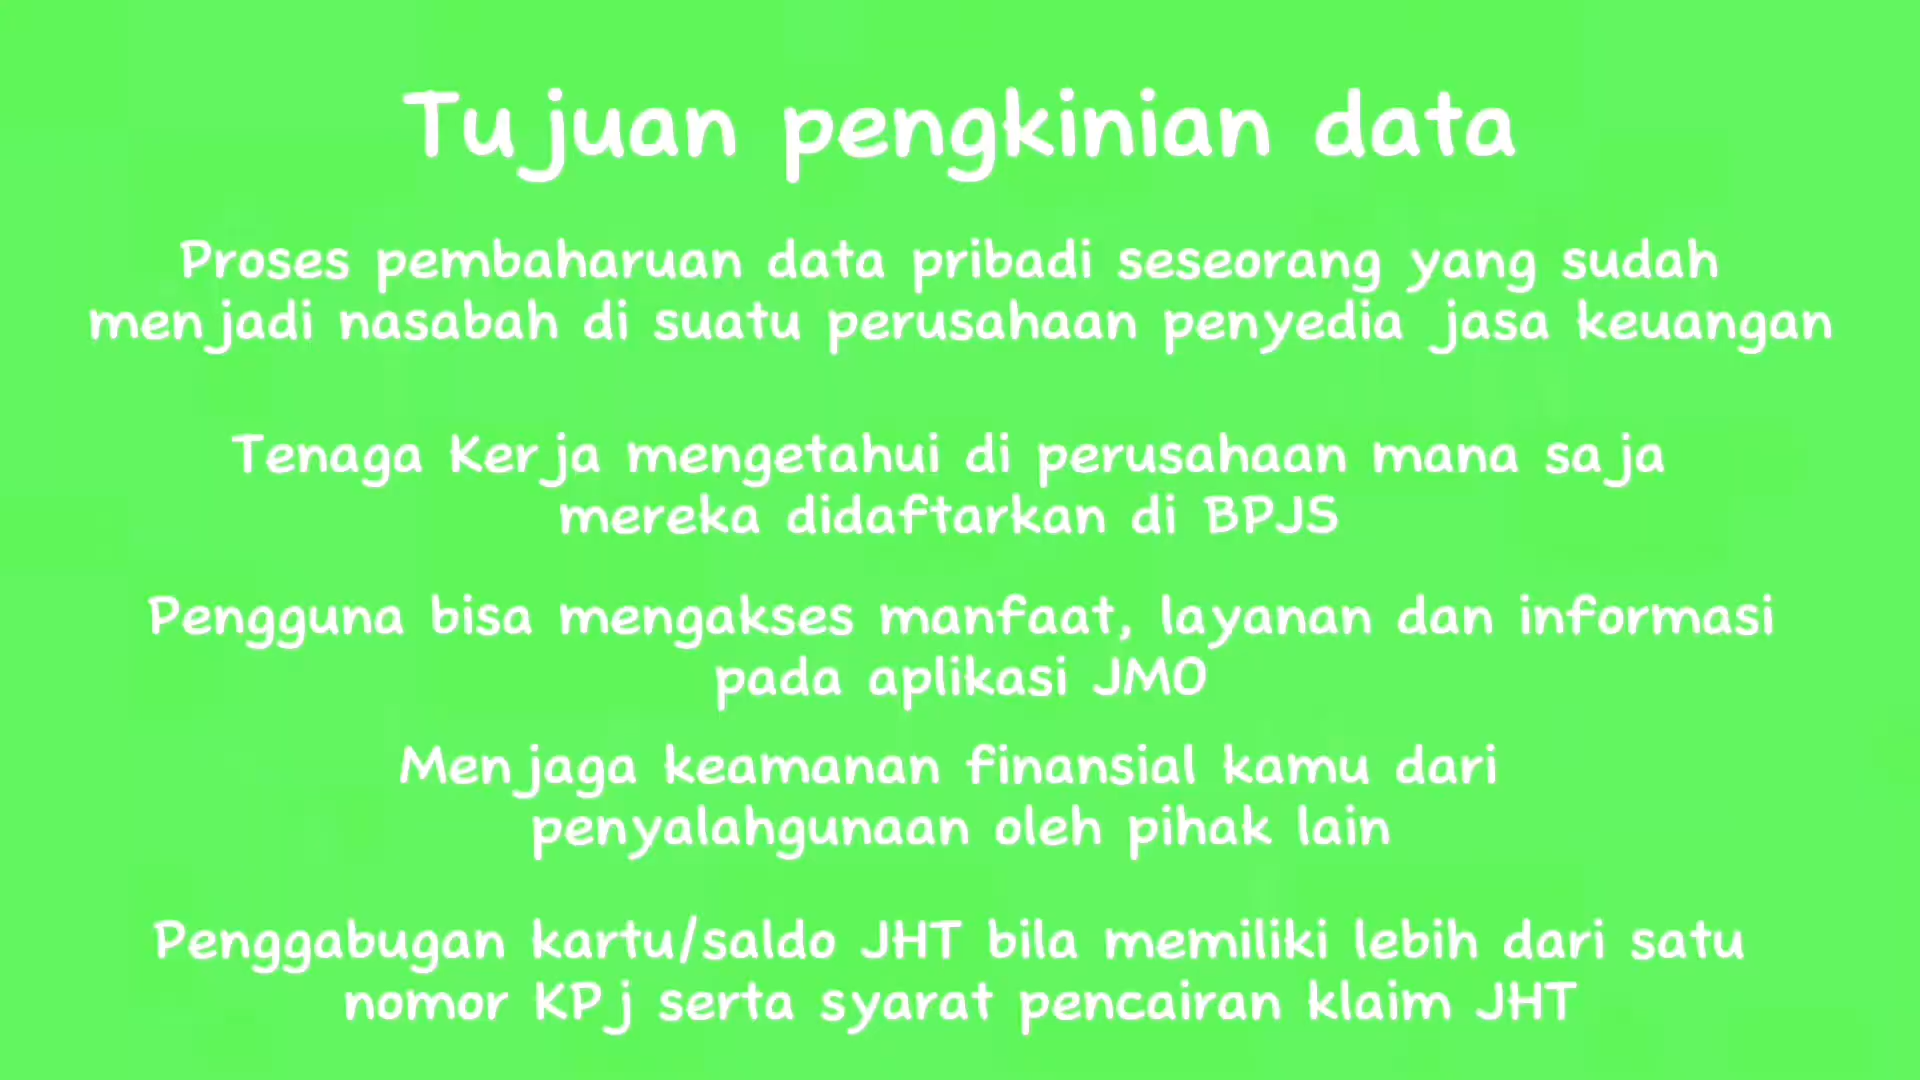 Tujuan pengkinian data
Proses pembaharuan data pribadi seseorang yang sudah
menjadi nasabah di suatu perusahaan penyedia jasa keuangan
Tenaga Kerja mengetahui di perusahaan mana saja
mereka didaftarkan di BPJS
Pengguna bisa mengakses manfaat, layanan dan informasi
pada aplikasi JMO
Menjaga keamanan finansial kamu dari
penyalahgunaan oleh pihak lain
Penggabugan kartu/saldo JHT bila memiliki lebih dari satu
nomor KPj serta syarat pencairan klaim JHT